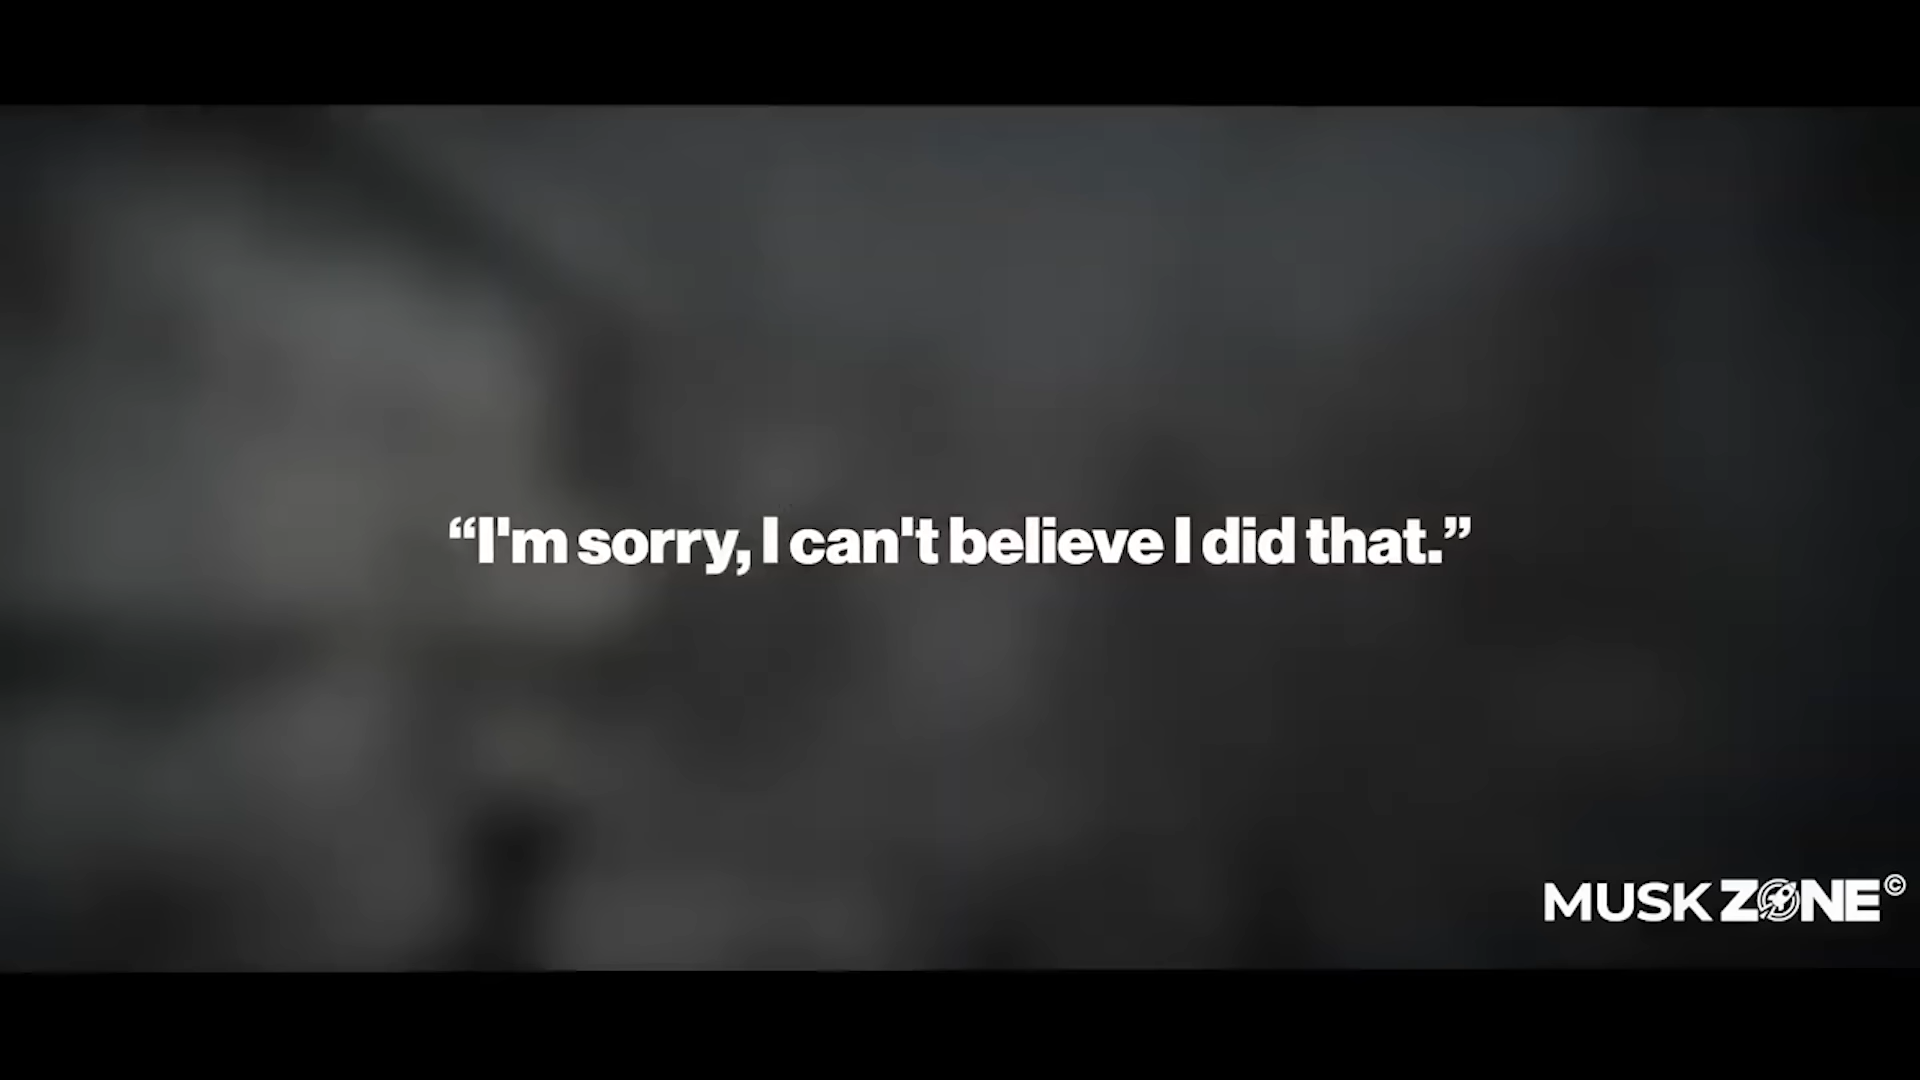 “I'm sorry, I can't believe I did that.”
MUSK ZONE©